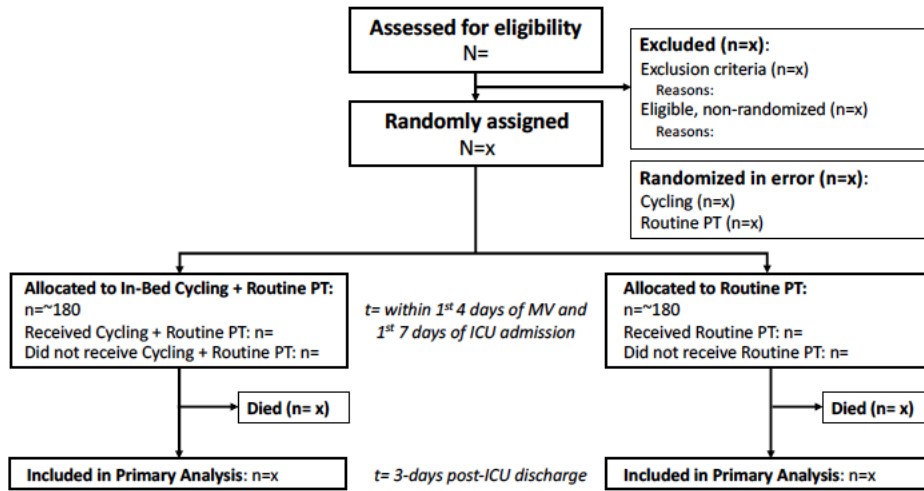 Assessed for eligibility
N=
Excluded (n=x):
Exclusion criteria (n=x)
Reasons:
Eligible, non-randomized (n=x)
Reasons:
Randomly assigned
N=x
Randomized in error (n=x):
Cycling (n=x)
Routine PT (n=x)
Allocated to In-Bed Cycling + Routine PT:
n=~180
Received Cycling + Routine PT: n=
Did not receive Cycling + Routine PT: n=
t= within 1st 4 days of MV and
1st 7 days of ICU admission
Allocated to Routine PT:
n=~180
Received Routine PT: n=
Did not receive Routine PT: n=
Died (n= x)
Died (n= x)
Included in Primary Analysis: n=x
t= 3-days post-ICU discharge
Included in Primary Analysis: n=x